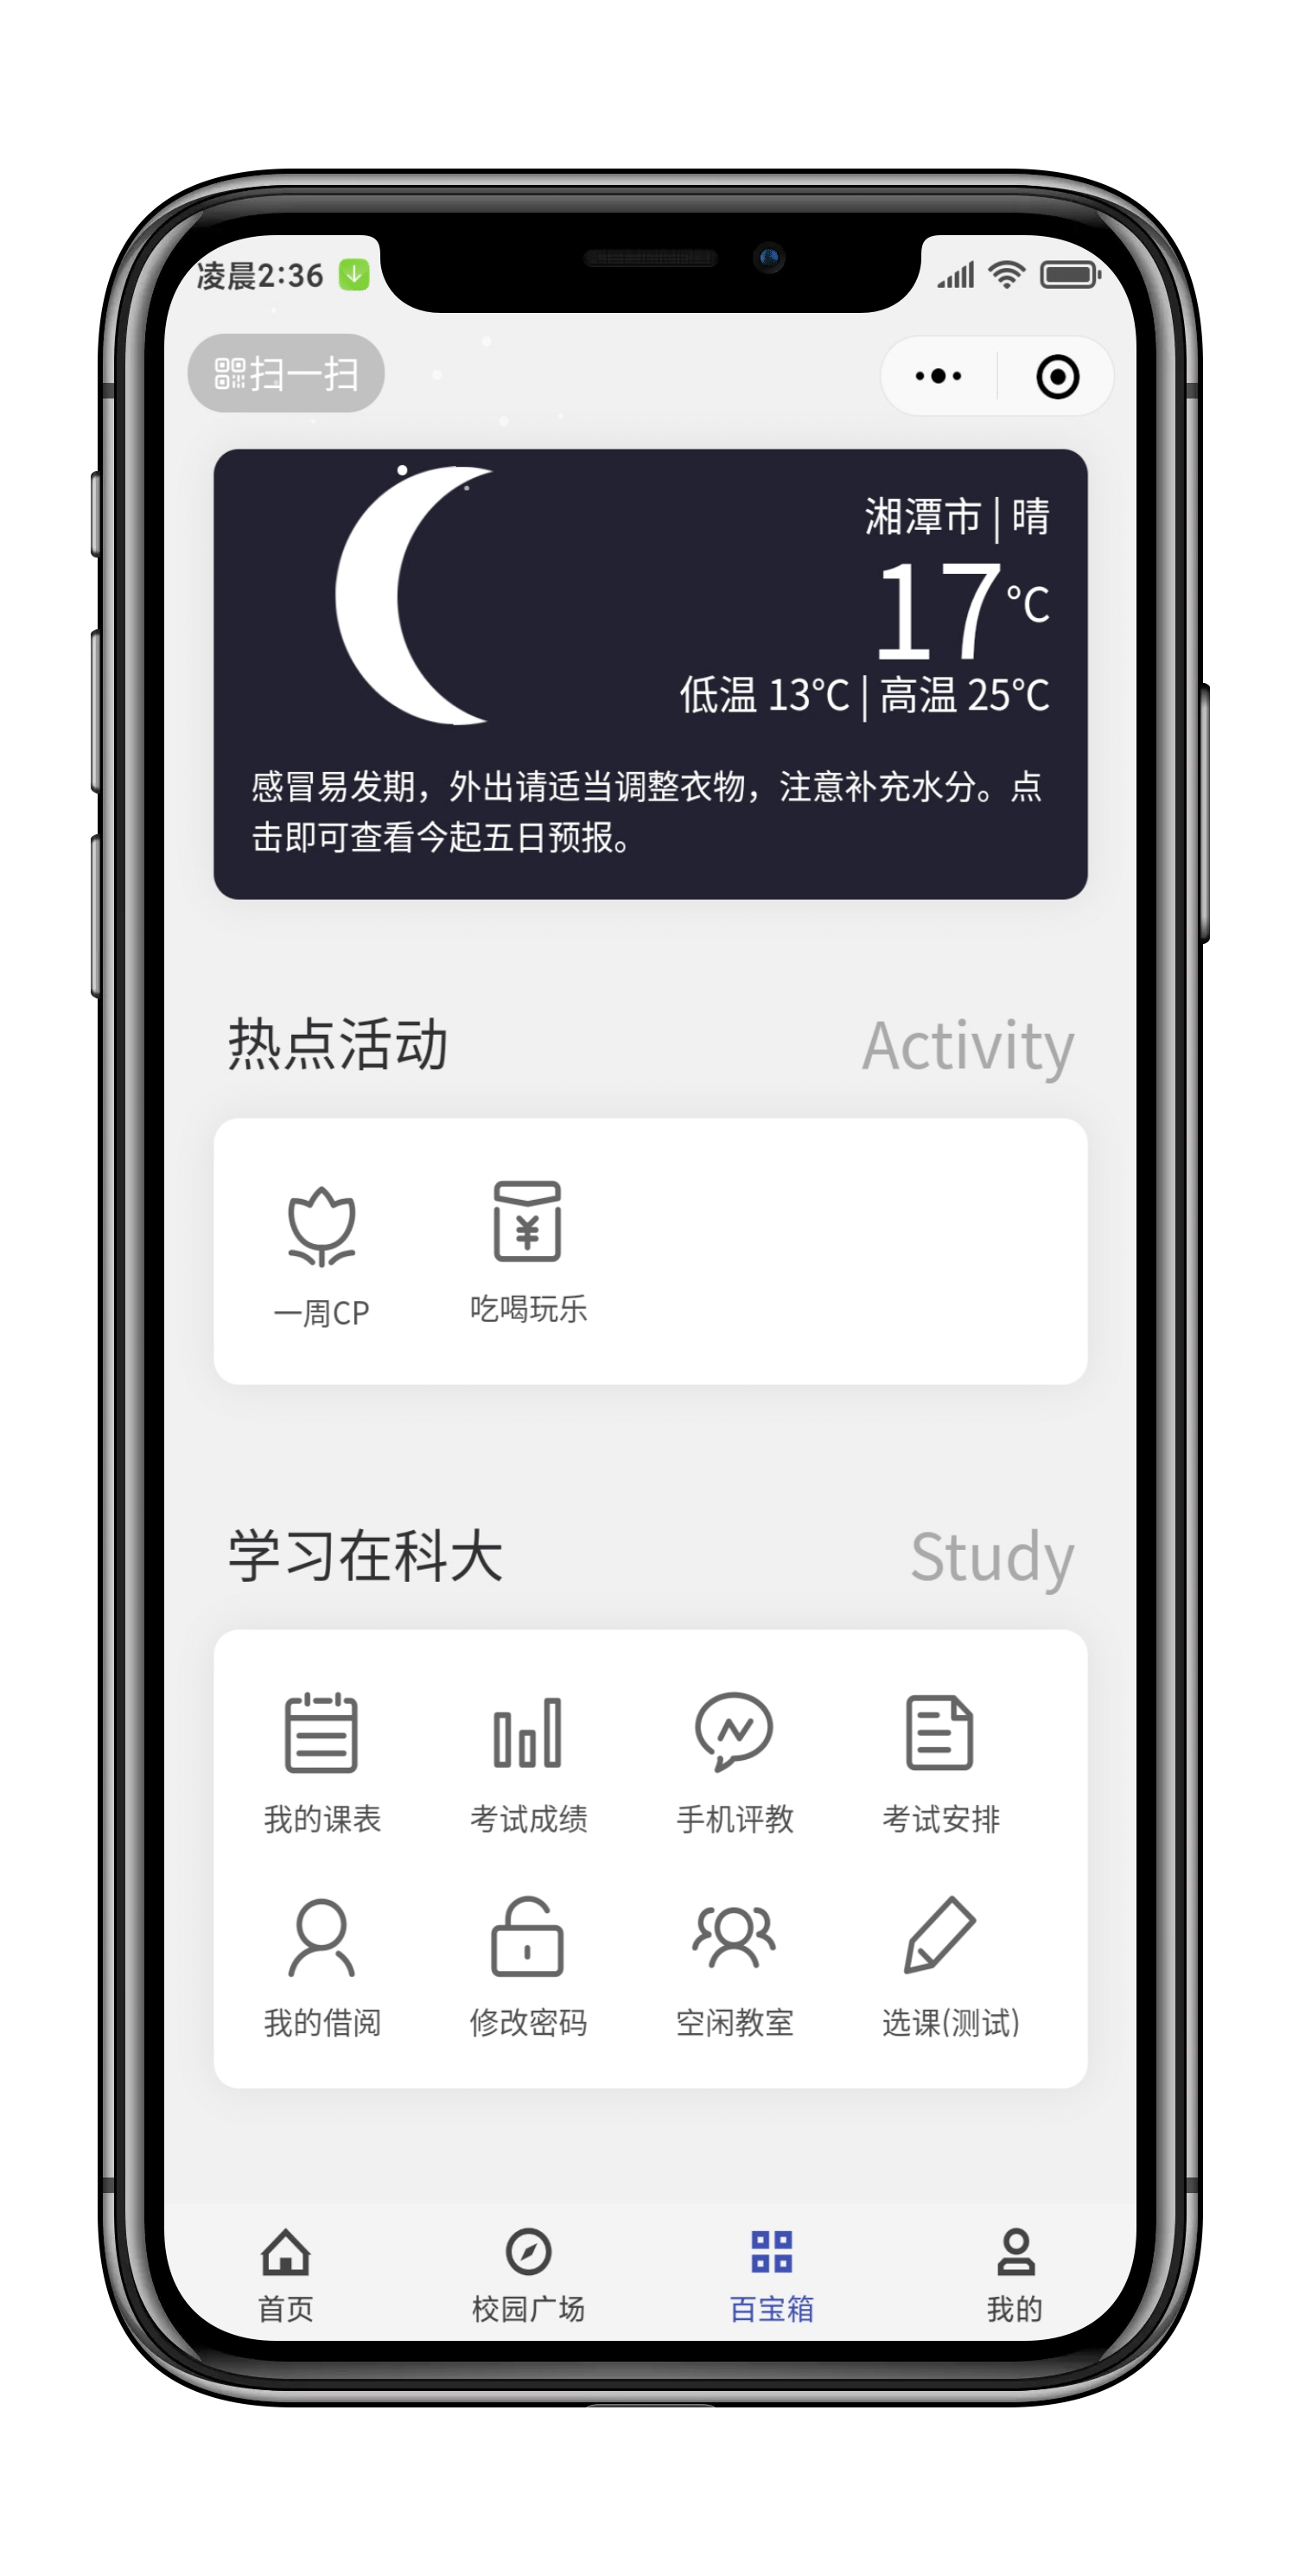 凌晨2:36
扫一扫
湘潭市 | 晴
17°C
低温 13°C | 高温 25°C
感冒易发期，外出请适当调整衣物，注意补充水分。点
击即可查看今起五日预报。
热点活动 Activity
一周CP 吃喝玩乐
学习在科大 Study
我的课表 考试成绩 手机评教 考试安排
我的借阅 修改密码 空闲教室 选课(测试)
首页 校园广场 百宝箱 我的